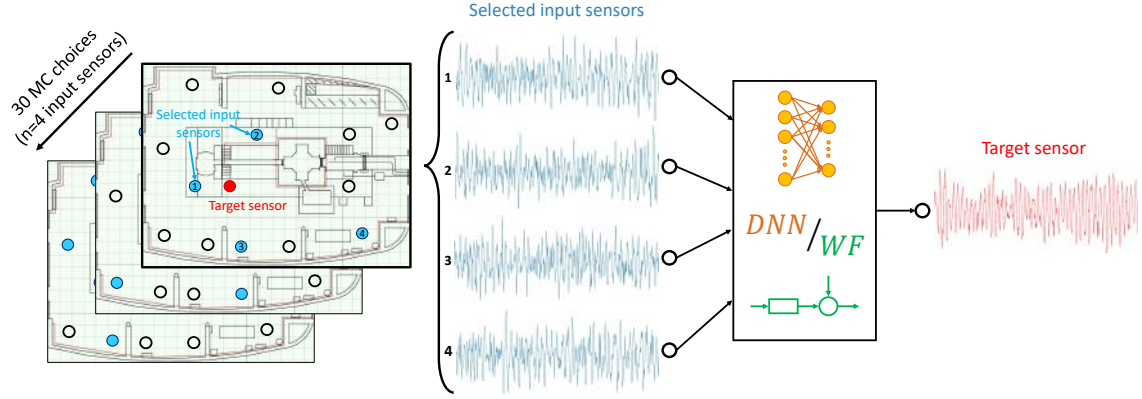 Selected input sensors
30 MC choices
(n=4 input sensors)
Selected input
sensors
2
1
Target sensor
3
4
1
2
3
4
DNN/WF
Target sensor